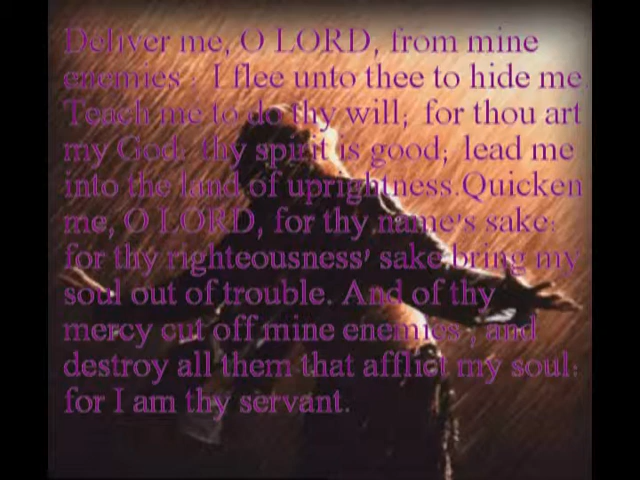 Deliver me, O LORD, from mine
enemies : I flee unto thee to hide me.
Teach me to do thy will; for thou art
my God: thy spirit is good; lead me
into the land of uprightness.Quicken
me, O LORD, for thy name's sake:
for thy righteousness' sake bring my
soul out of trouble. And of thy
mercy cut off mine enemies , and
destroy all them that afflict my soul:
for I am thy servant.